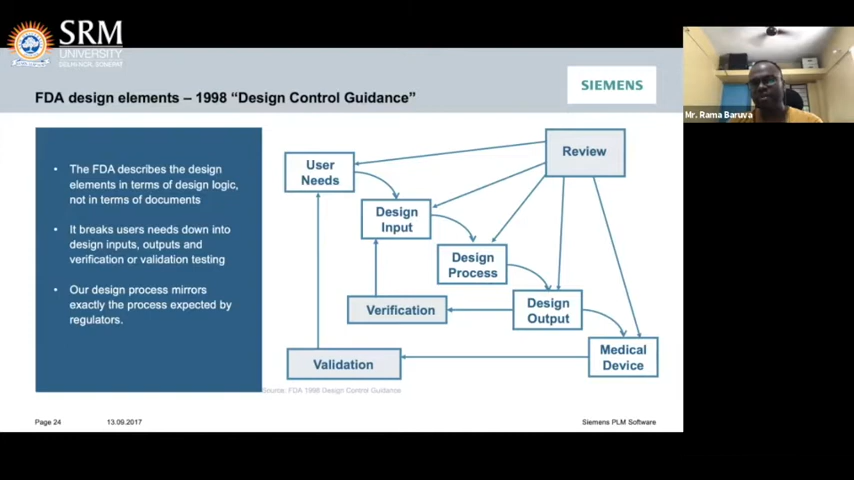 SRM
UNIVERSITY
DELHI-NCR, SONEPAT
SIEMENS
FDA design elements – 1998 “Design Control Guidance”
Mr. Rama Baruva
• The FDA describes the design
elements in terms of design logic,
not in terms of documents
• It breaks users needs down into
design inputs, outputs and
verification or validation testing
• Our design process mirrors
exactly the process expected by
regulators.
Review
User
Needs
Design
Input
Design
Process
Verification
Design
Output
Validation
Medical
Device
Source: FDA 1998 Design Control Guidance
Page 24
13.09.2017
Siemens PLM Software